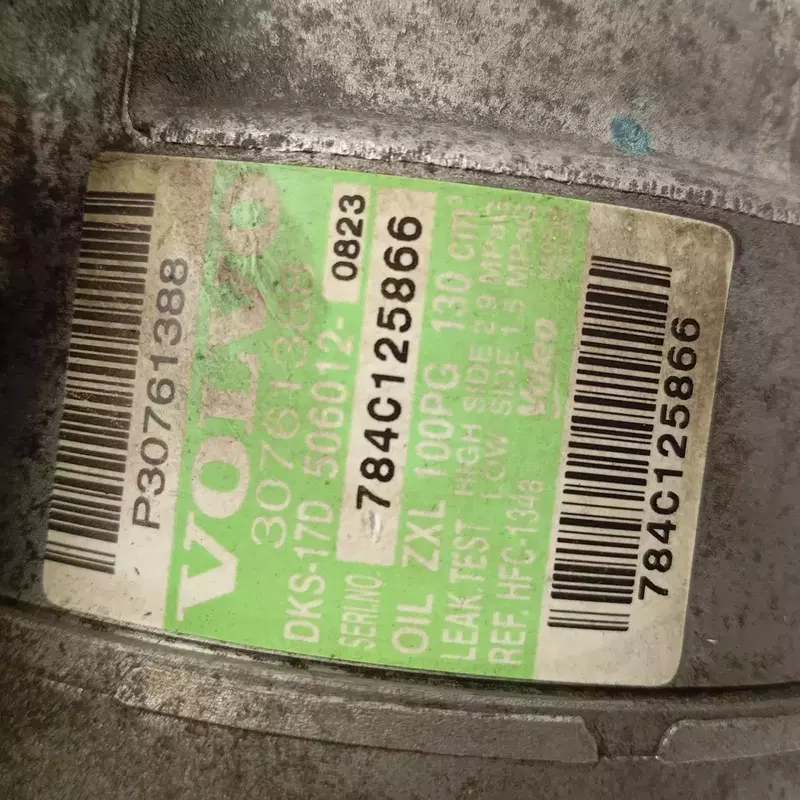 P30761388
VOLVO
30761388
DKS-17D 506012- 0823
SERI.NO. 784C125866
OIL ZXL 100PG 130 cm³
LEAK.TEST HIGH SIDE 2.9 MPaG
LOW SIDE 1.5 MPaG
REF. HFC-134a Valeo
784C125866